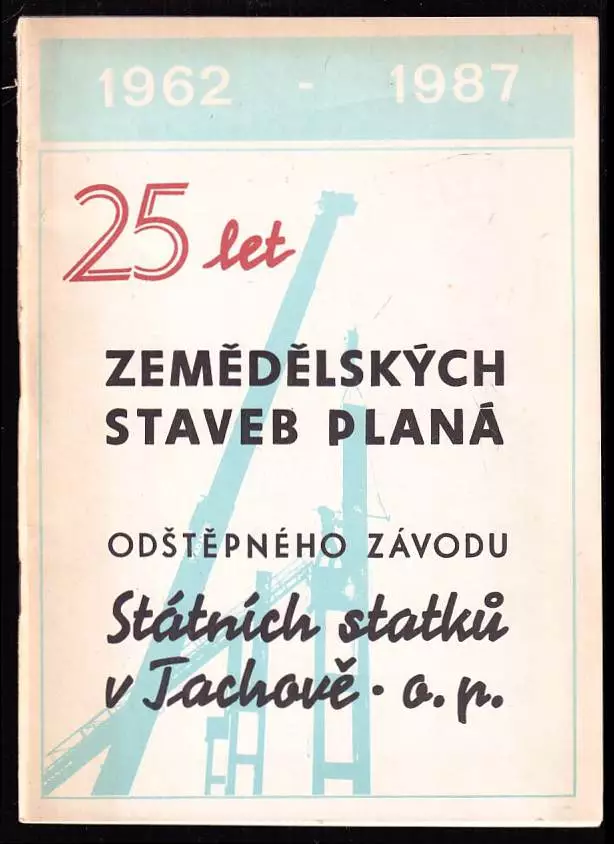 1962 - 1987
25 let
ZEMĚDĚLSKÝCH
STAVEB PLANÁ
ODŠTĚPNÉHO ZÁVODU
Státních statků
v Tachově · o. p.